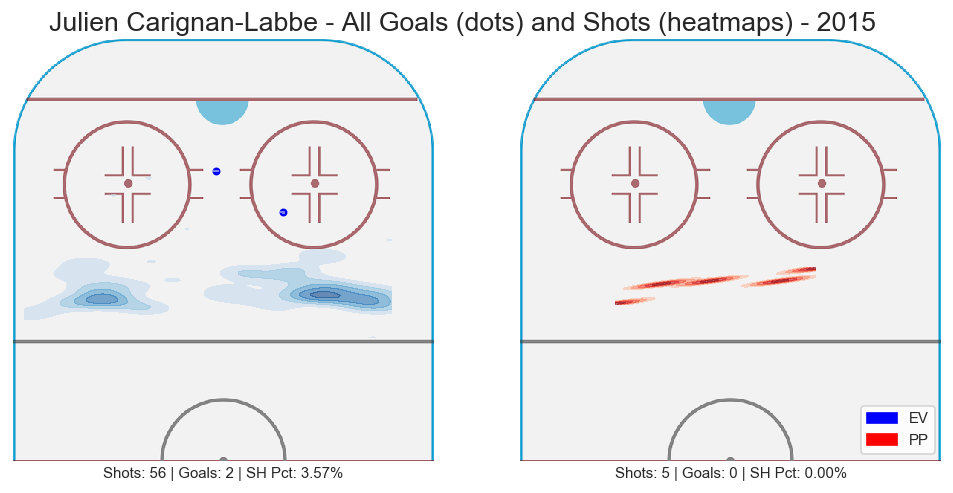 Julien Carignan-Labbe - All Goals (dots) and Shots (heatmaps) - 2015
EV
PP
Shots: 56 | Goals: 2 | SH Pct: 3.57%
Shots: 5 | Goals: 0 | SH Pct: 0.00%